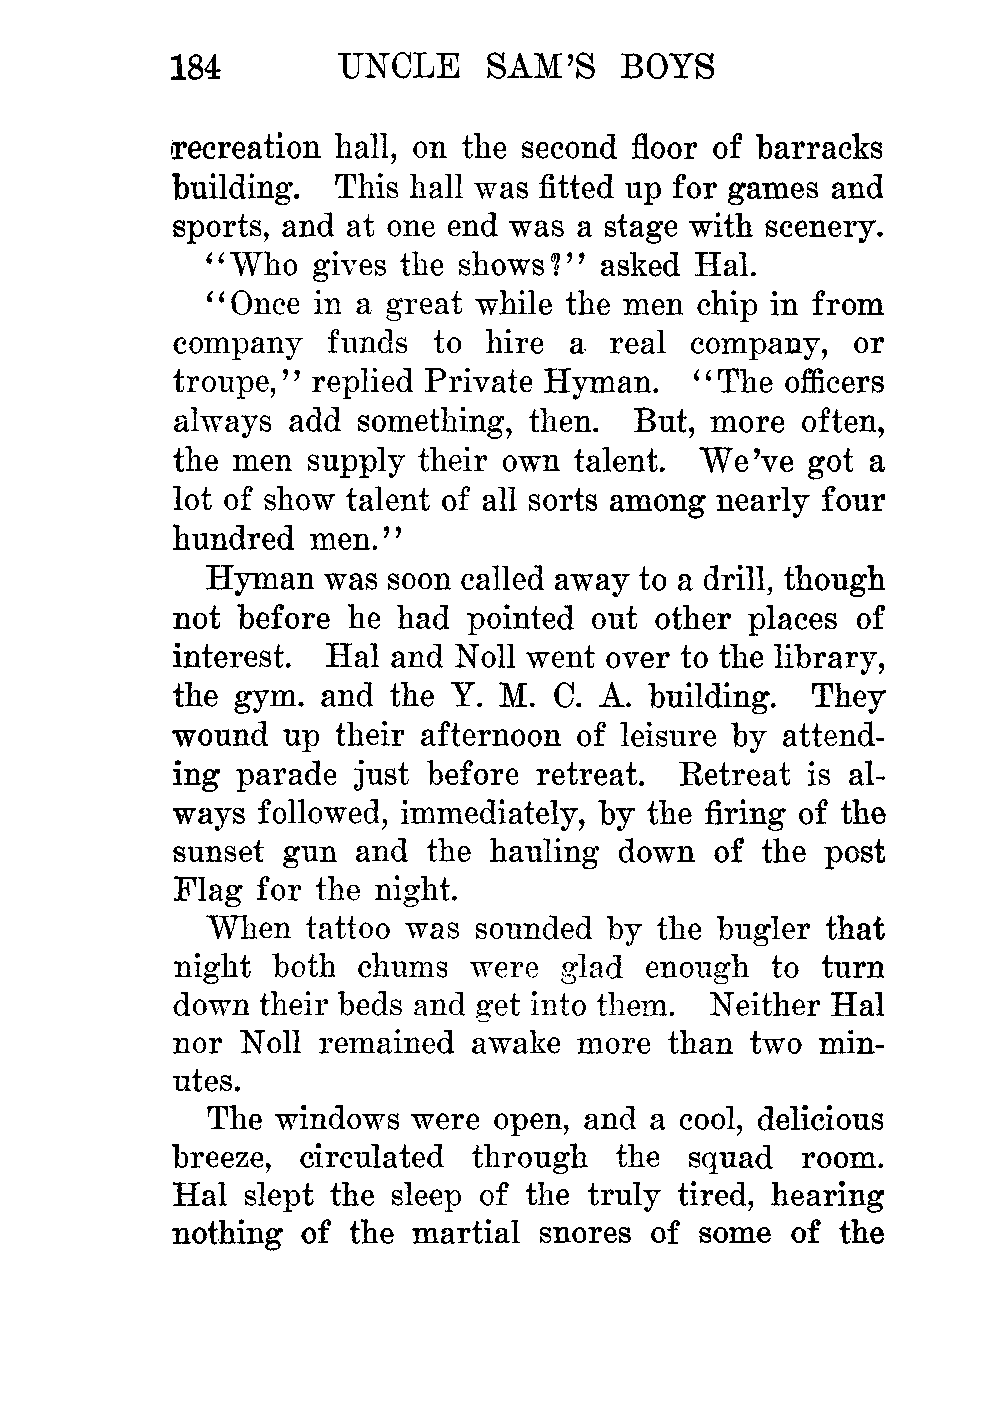 184 UNCLE SAM'S BOYS
recreation hall, on the second floor of barracks
building. This hall was fitted up for games and
sports, and at one end was a stage with scenery.
"Who gives the shows?" asked Hal.
"Once in a great while the men chip in from
company funds to hire a real company, or
troupe," replied Private Hyman. "The officers
always add something, then. But, more often,
the men supply their own talent. We've got a
lot of show talent of all sorts among nearly four
hundred men."
Hyman was soon called away to a drill, though
not before he had pointed out other places of
interest. Hal and Noll went over to the library,
the gym. and the Y. M. C. A. building. They
wound up their afternoon of leisure by attend-
ing parade just before retreat. Retreat is al-
ways followed, immediately, by the firing of the
sunset gun and the hauling down of the post
Flag for the night.
When tattoo was sounded by the bugler that
night both chums were glad enough to turn
down their beds and get into them. Neither Hal
nor Noll remained awake more than two min-
utes.
The windows were open, and a cool, delicious
breeze, circulated through the squad room.
Hal slept the sleep of the truly tired, hearing
nothing of the martial snores of some of the